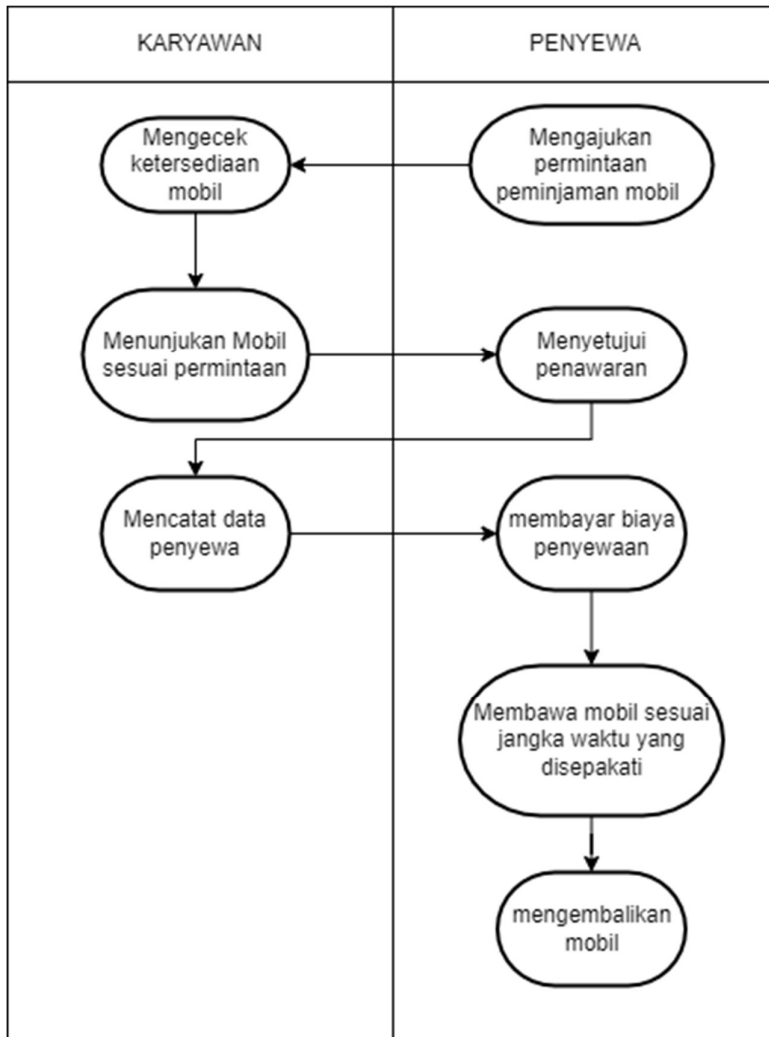 KARYAWAN
PENYEWA
Mengecek
ketersediaan
mobil
Mengajukan
permintaan
peminjaman mobil
Menunjukan Mobil
sesuai permintaan
Menyetujui
penawaran
Mencatat data
penyewa
membayar biaya
penyewaan
Membawa mobil sesuai
jangka waktu yang
disepakati
mengembalikan
mobil